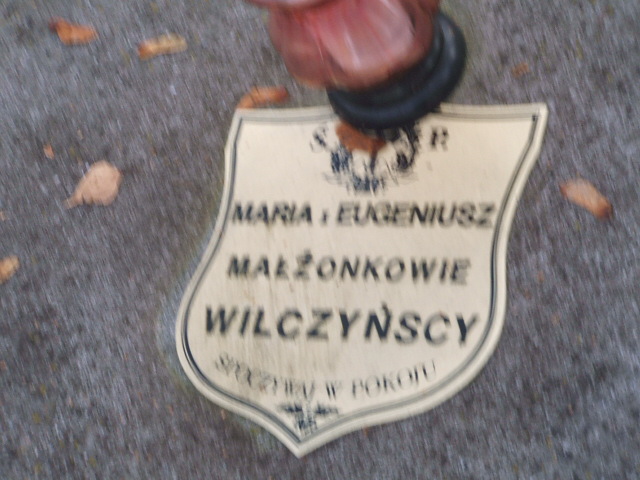 Ś. P.
MARIA i EUGENIUSZ
MAŁŻONKOWIE
WILCZYŃSCY
SPOCZYWAJ W POKOJU